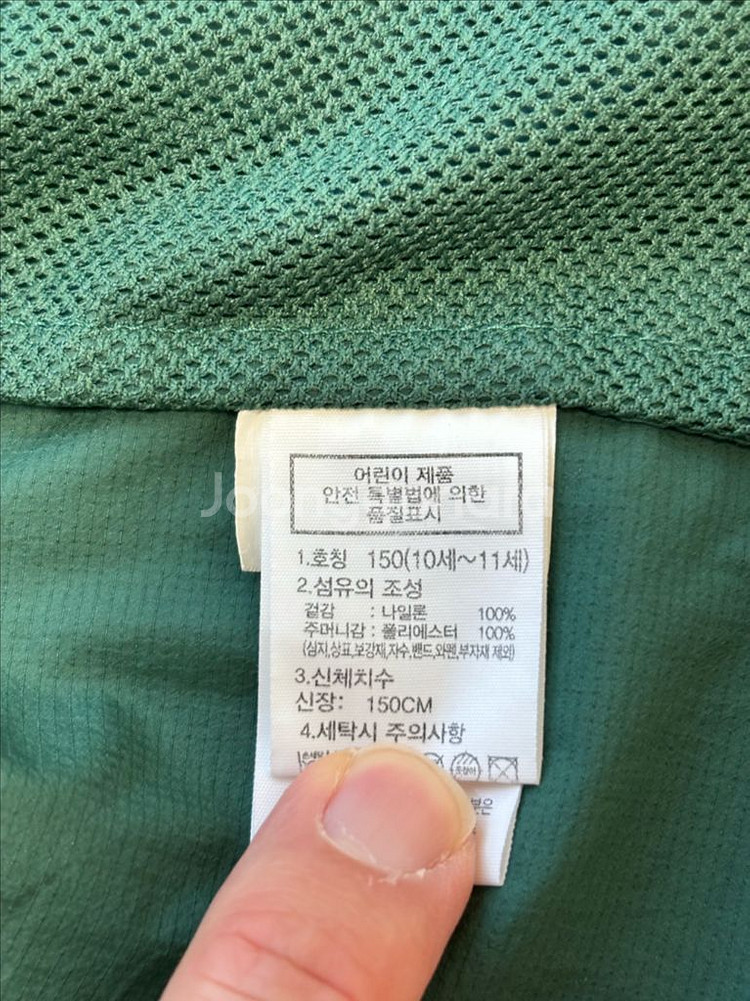 어린이 제품
안전 특별법에 의한
품질표시
1.호칭 150(10세~11세)
2.섬유의 조성
겉감 : 나일론 100%
주머니감 : 폴리에스터 100%
(심지,상표,보강재,자수,밴드,와펜,부자재 제외)
3.신체치수
신장: 150CM
4.세탁시 주의사항